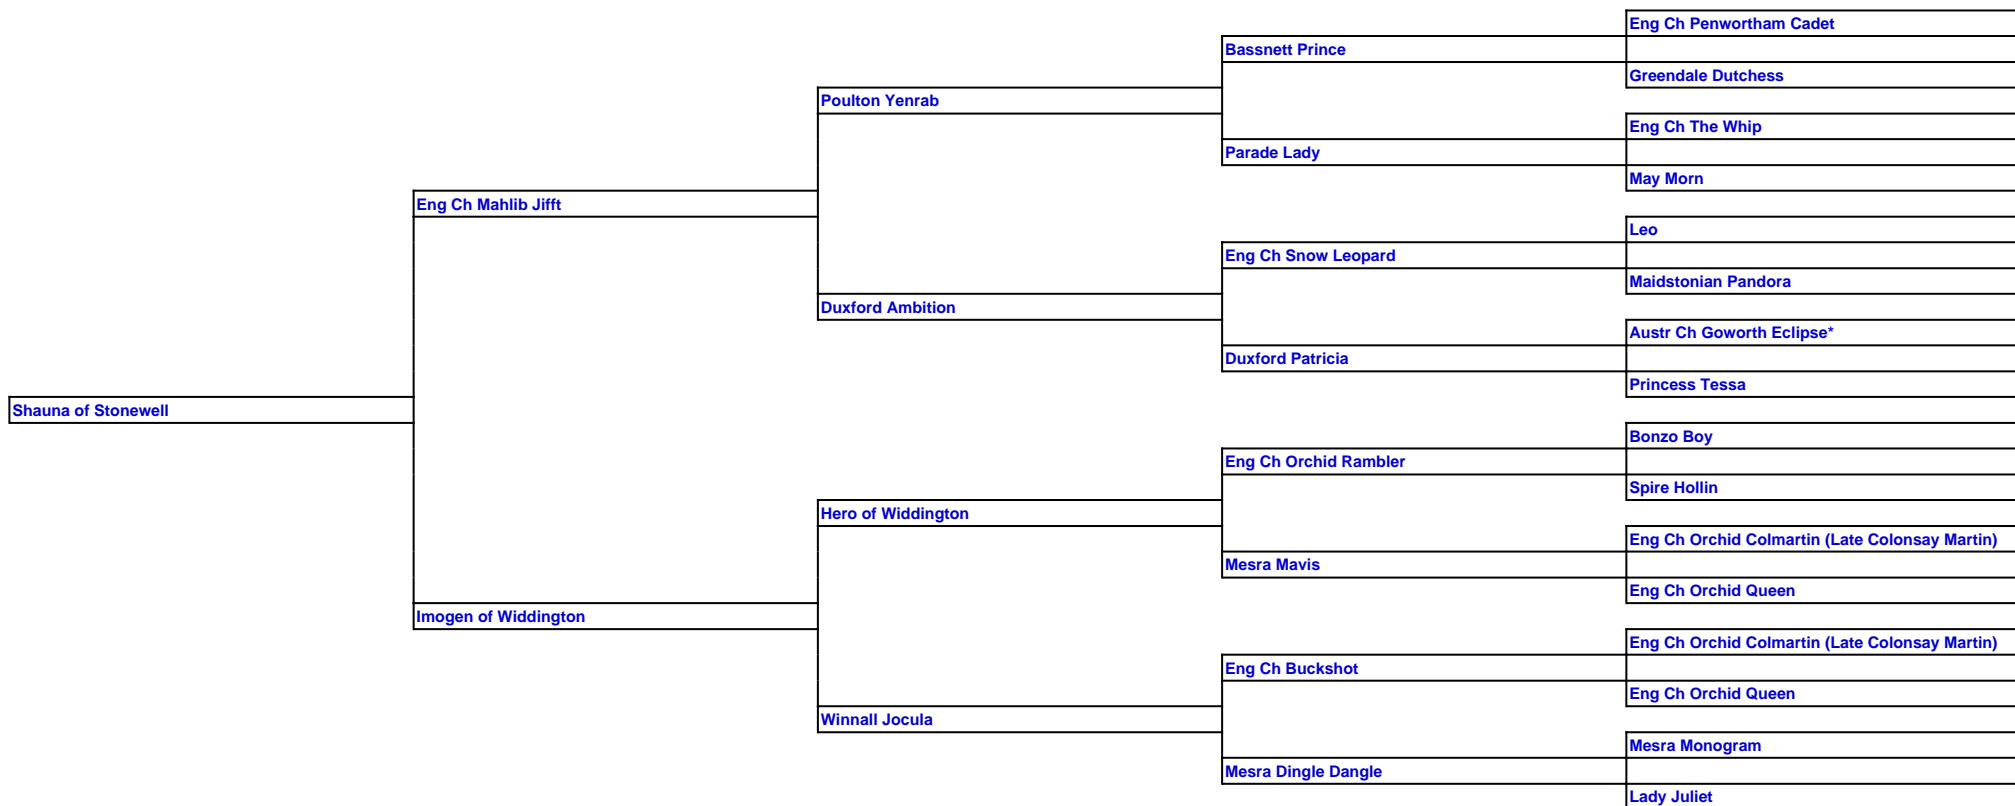 Eng Ch Penwortham Cadet
Bassnett Prince
Greendale Dutchess
Poulton Yenrab
Eng Ch The Whip
Parade Lady
May Morn
Eng Ch Mahlib Jifft
Leo
Eng Ch Snow Leopard
Maidstonian Pandora
Duxford Ambition
Austr Ch Goworth Eclipse*
Duxford Patricia
Princess Tessa
Shauna of Stonewell
Bonzo Boy
Eng Ch Orchid Rambler
Spire Hollin
Hero of Widdington
Eng Ch Orchid Colmartin (Late Colonsay Martin)
Mesra Mavis
Eng Ch Orchid Queen
Imogen of Widdington
Eng Ch Orchid Colmartin (Late Colonsay Martin)
Eng Ch Buckshot
Eng Ch Orchid Queen
Winnall Jocula
Mesra Monogram
Mesra Dingle Dangle
Lady Juliet